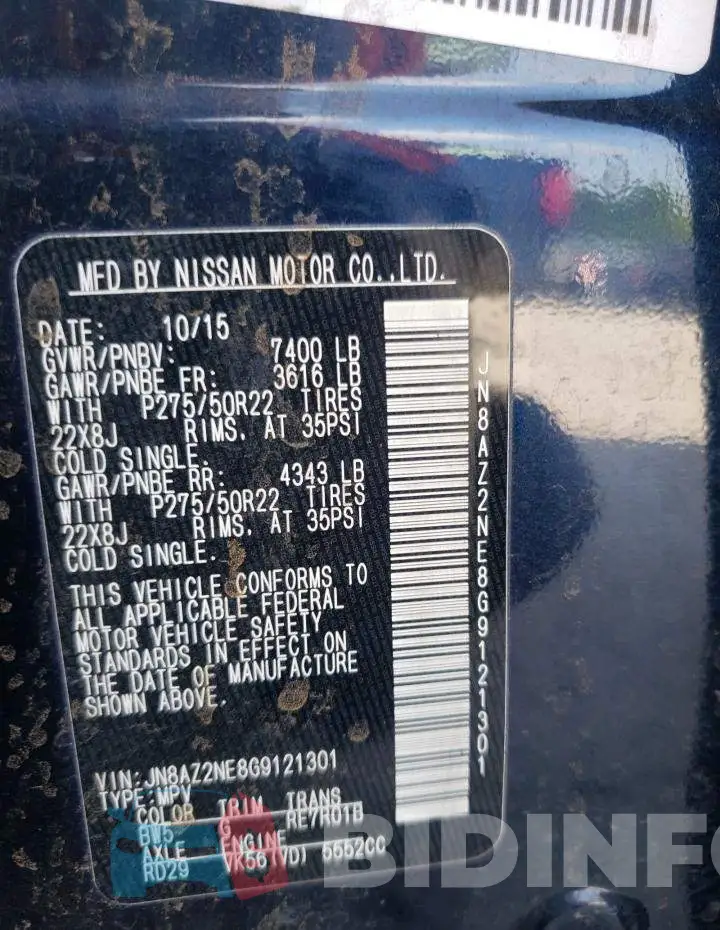 MFD BY NISSAN MOTOR CO.,LTD.
DATE: 10/15
GVWR/PNBV: 7400 LB
GAWR/PNBE FR: 3616 LB
WITH P275/50R22 TIRES
22X8J RIMS, AT 35PSI
COLD SINGLE.
GAWR/PNBE RR: 4343 LB
WITH P275/50R22 TIRES
22X8J RIMS, AT 35PSI
COLD SINGLE.
THIS VEHICLE CONFORMS TO
ALL APPLICABLE FEDERAL
MOTOR VEHICLE SAFETY
STANDARDS IN EFFECT ON
THE DATE OF MANUFACTURE
SHOWN ABOVE.
JN8AZ2NE8G9121301
VIN:JN8AZ2NE8G9121301
TYPE:MPV
COLOR TRIM TRANS
BW5 G RE7R01B
AXLE ENGINE
RD29 VK56(VD) 5552CC
BIDINFO